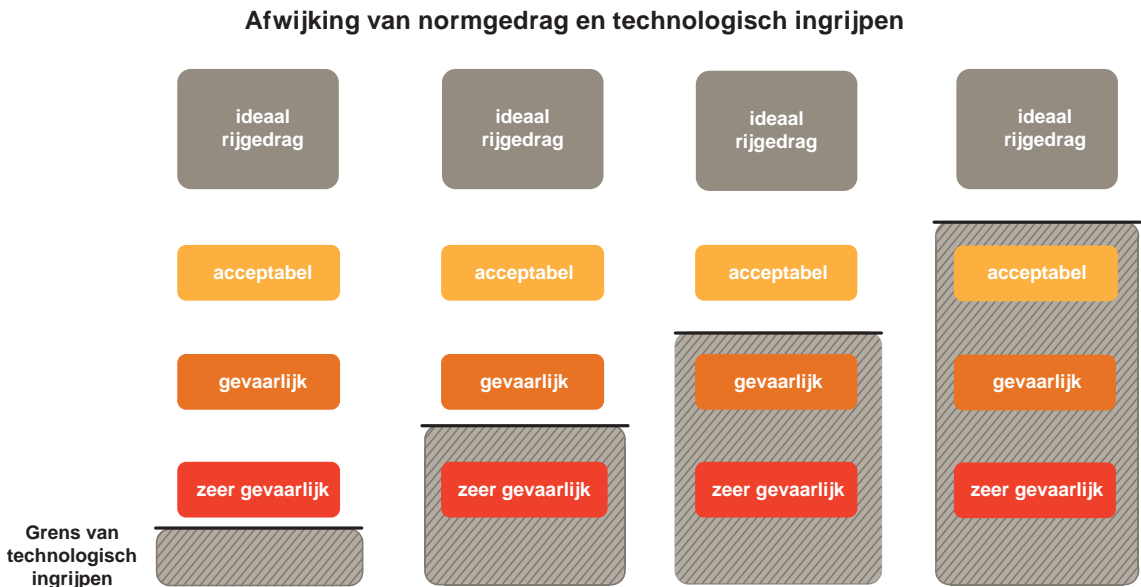 Afwijking van normgedrag en technologisch ingrijpen
ideaal
rijgedrag
ideaal
rijgedrag
ideaal
rijgedrag
ideaal
rijgedrag
acceptabel
acceptabel
acceptabel
acceptabel
gevaarlijk
gevaarlijk
gevaarlijk
gevaarlijk
zeer gevaarlijk
zeer gevaarlijk
zeer gevaarlijk
zeer gevaarlijk
Grens van
technologisch
ingrijpen